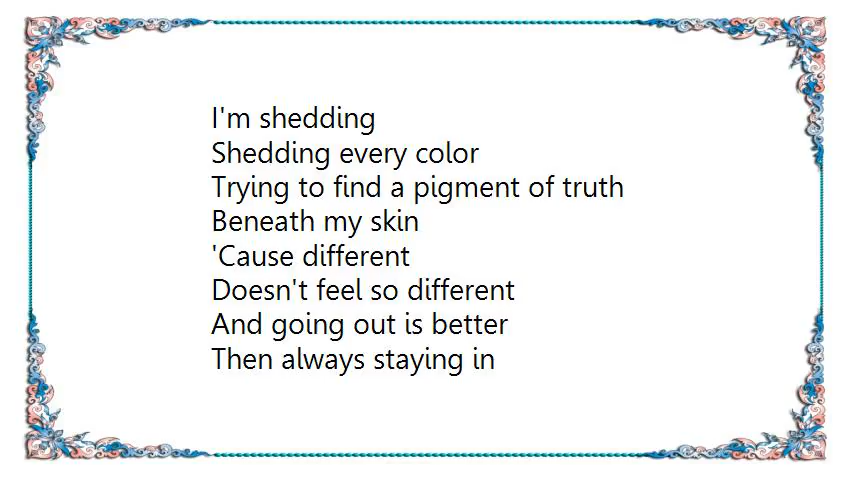 I'm shedding
Shedding every color
Trying to find a pigment of truth
Beneath my skin
'Cause different
Doesn't feel so different
And going out is better
Then always staying in